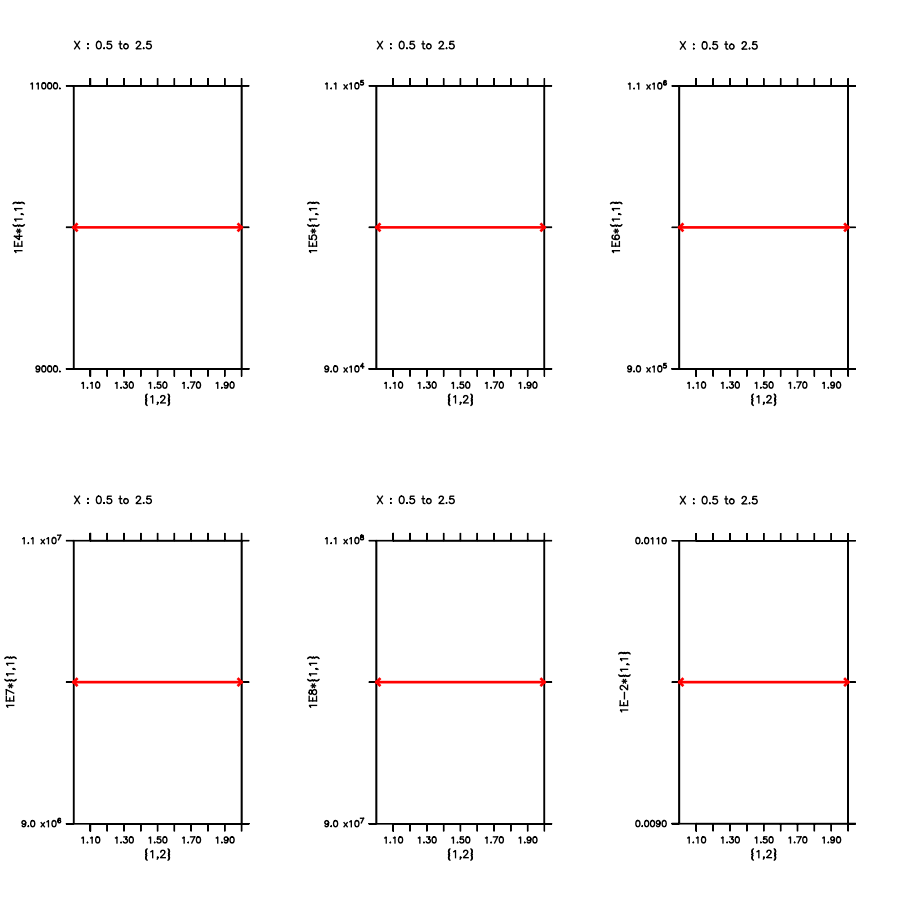 X : 0.5 to 2.5
11000.
1E4*{1,1}
9000.
1.10 1.30 1.50 1.70 1.90
{1,2}
X : 0.5 to 2.5
1.1 x10⁵
1E5*{1,1}
9.0 x10⁴
1.10 1.30 1.50 1.70 1.90
{1,2}
X : 0.5 to 2.5
1.1 x10⁶
1E6*{1,1}
9.0 x10⁵
1.10 1.30 1.50 1.70 1.90
{1,2}
X : 0.5 to 2.5
1.1 x10⁷
1E7*{1,1}
9.0 x10⁶
1.10 1.30 1.50 1.70 1.90
{1,2}
X : 0.5 to 2.5
1.1 x10⁸
1E8*{1,1}
9.0 x10⁷
1.10 1.30 1.50 1.70 1.90
{1,2}
X : 0.5 to 2.5
0.0110
1E-2*{1,1}
0.0090
1.10 1.30 1.50 1.70 1.90
{1,2}